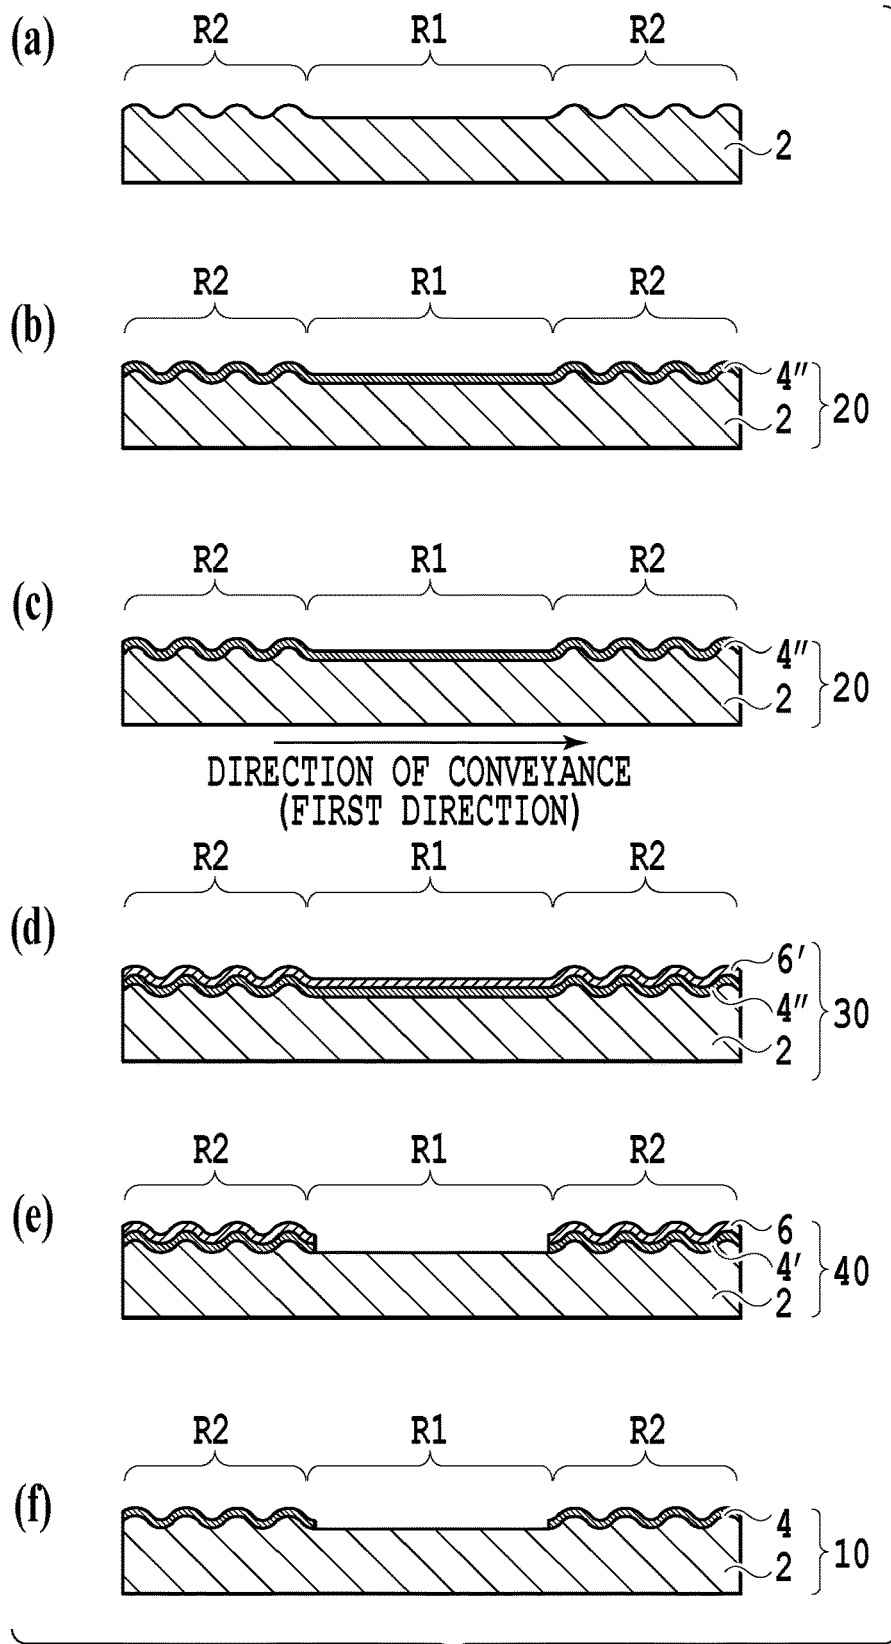 (a)
R2 R1 R2
2
(b)
R2 R1 R2
4″
2
20
(c)
R2 R1 R2
4″
2
20
DIRECTION OF CONVEYANCE
(FIRST DIRECTION)
(d)
R2 R1 R2
6′
4″
2
30
(e)
R2 R1 R2
6
4′
2
40
(f)
R2 R1 R2
4
2
10